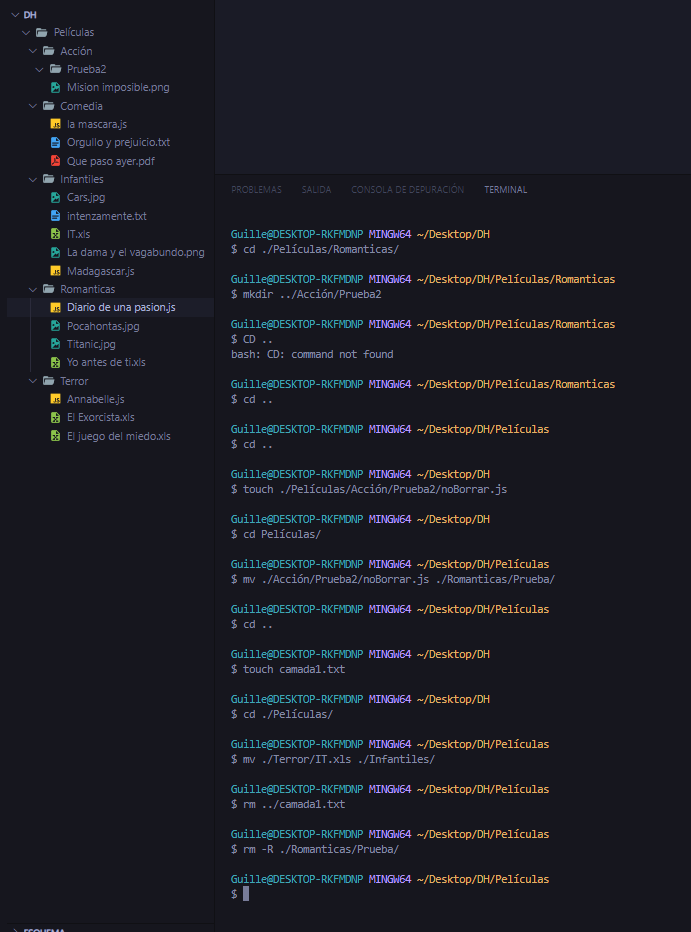 DH
Películas
Acción
Prueba2
Mision imposible.png
Comedia
la mascara.js
Orgullo y prejuicio.txt
Que paso ayer.pdf
Infantiles
Cars.jpg
intenzamente.txt
IT.xls
La dama y el vagabundo.png
Madagascar.js
Romanticas
Diario de una pasion.js
Pocahontas.jpg
Titanic.jpg
Yo antes de ti.xls
Terror
Annabelle.js
El Exorcista.xls
El juego del miedo.xls
ESQUEMA
PROBLEMAS SALIDA CONSOLA DE DEPURACIÓN TERMINAL
Guille@DESKTOP-RKFMDNP MINGW64 ~/Desktop/DH
$ cd ./Películas/Romanticas/
Guille@DESKTOP-RKFMDNP MINGW64 ~/Desktop/DH/Películas/Romanticas
$ mkdir ../Acción/Prueba2
Guille@DESKTOP-RKFMDNP MINGW64 ~/Desktop/DH/Películas/Romanticas
$ CD ..
bash: CD: command not found
Guille@DESKTOP-RKFMDNP MINGW64 ~/Desktop/DH/Películas/Romanticas
$ cd ..
Guille@DESKTOP-RKFMDNP MINGW64 ~/Desktop/DH/Películas
$ cd ..
Guille@DESKTOP-RKFMDNP MINGW64 ~/Desktop/DH
$ touch ./Películas/Acción/Prueba2/noBorrar.js
Guille@DESKTOP-RKFMDNP MINGW64 ~/Desktop/DH
$ cd Películas/
Guille@DESKTOP-RKFMDNP MINGW64 ~/Desktop/DH/Películas
$ mv ./Acción/Prueba2/noBorrar.js ./Romanticas/Prueba/
Guille@DESKTOP-RKFMDNP MINGW64 ~/Desktop/DH/Películas
$ cd ..
Guille@DESKTOP-RKFMDNP MINGW64 ~/Desktop/DH
$ touch camada1.txt
Guille@DESKTOP-RKFMDNP MINGW64 ~/Desktop/DH
$ cd ./Películas/
Guille@DESKTOP-RKFMDNP MINGW64 ~/Desktop/DH/Películas
$ mv ./Terror/IT.xls ./Infantiles/
Guille@DESKTOP-RKFMDNP MINGW64 ~/Desktop/DH/Películas
$ rm ../camada1.txt
Guille@DESKTOP-RKFMDNP MINGW64 ~/Desktop/DH/Películas
$ rm -R ./Romanticas/Prueba/
Guille@DESKTOP-RKFMDNP MINGW64 ~/Desktop/DH/Películas
$